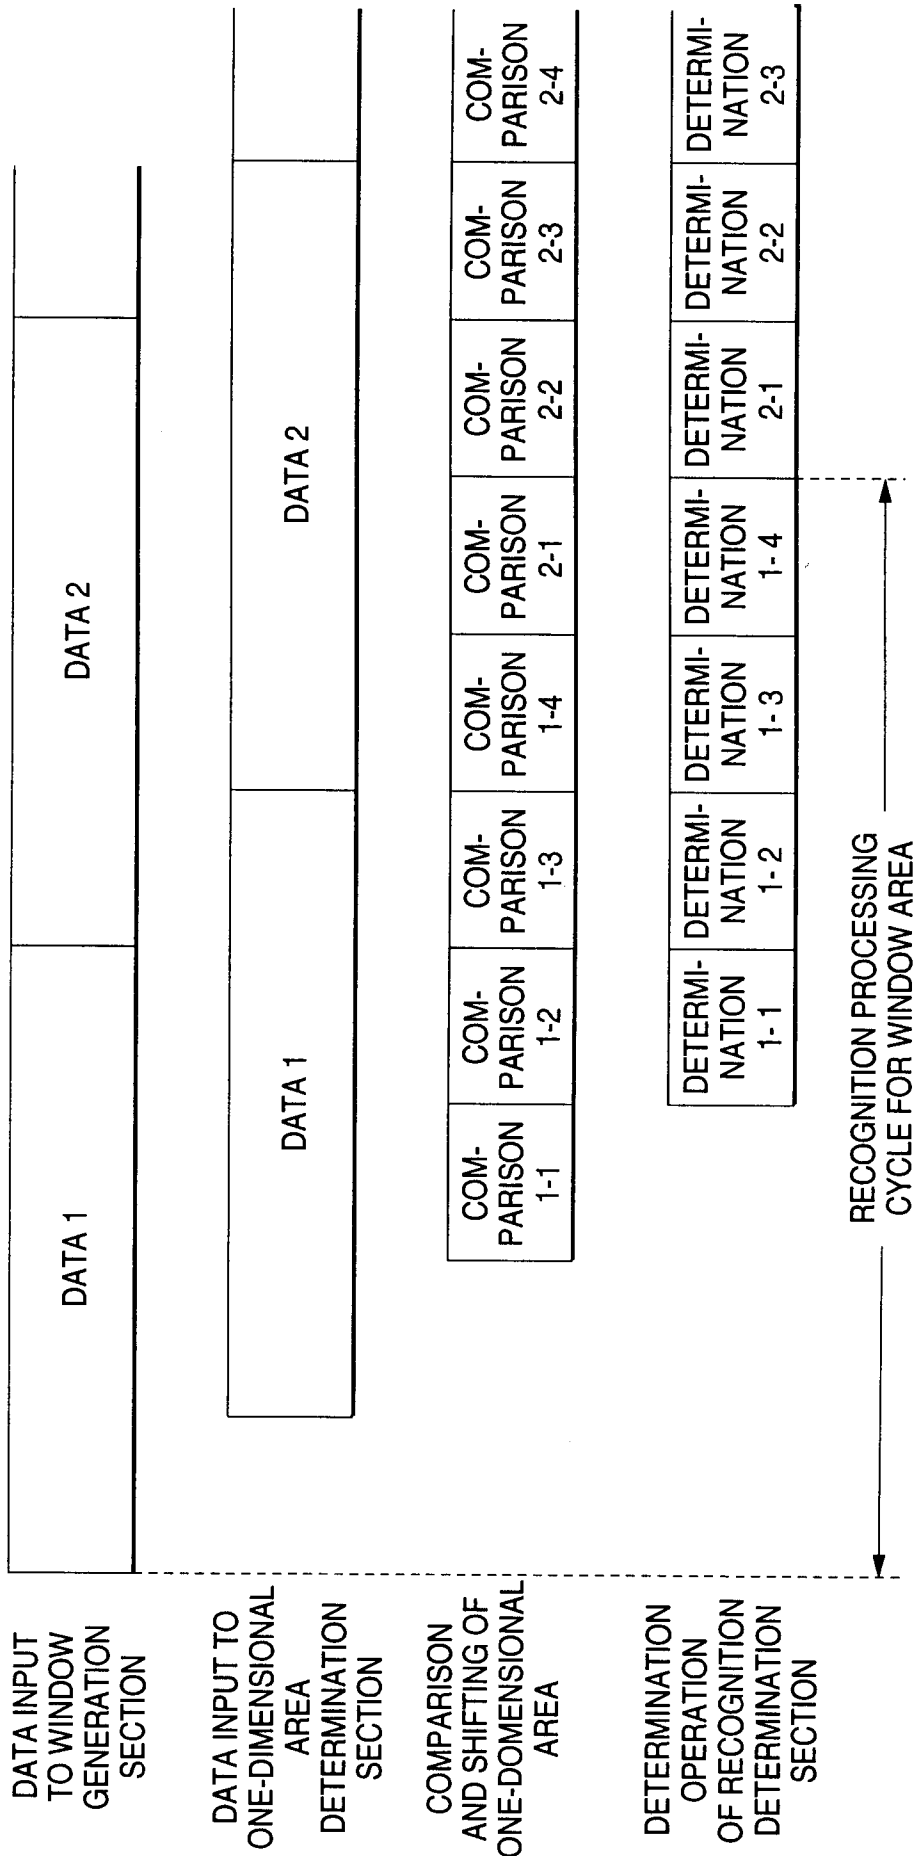 DATA INPUT
TO WINDOW
GENERATION
SECTION
DATA 1
DATA 2
DATA INPUT TO
ONE-DIMENSIONAL
AREA
DETERMINATION
SECTION
DATA 1
DATA 2
COMPARISON
AND SHIFTING OF
ONE-DOMENSIONAL
AREA
COM-
PARISON
1-1
COM-
PARISON
1-2
COM-
PARISON
1-3
COM-
PARISON
1-4
COM-
PARISON
2-1
COM-
PARISON
2-2
COM-
PARISON
2-3
COM-
PARISON
2-4
DETERMINATION
OPERATION
OF RECOGNITION
DETERMINATION
SECTION
DETERMI-
NATION
1-1
DETERMI-
NATION
1-2
DETERMI-
NATION
1-3
DETERMI-
NATION
1-4
DETERMI-
NATION
2-1
DETERMI-
NATION
2-2
DETERMI-
NATION
2-3
RECOGNITION PROCESSING
CYCLE FOR WINDOW AREA